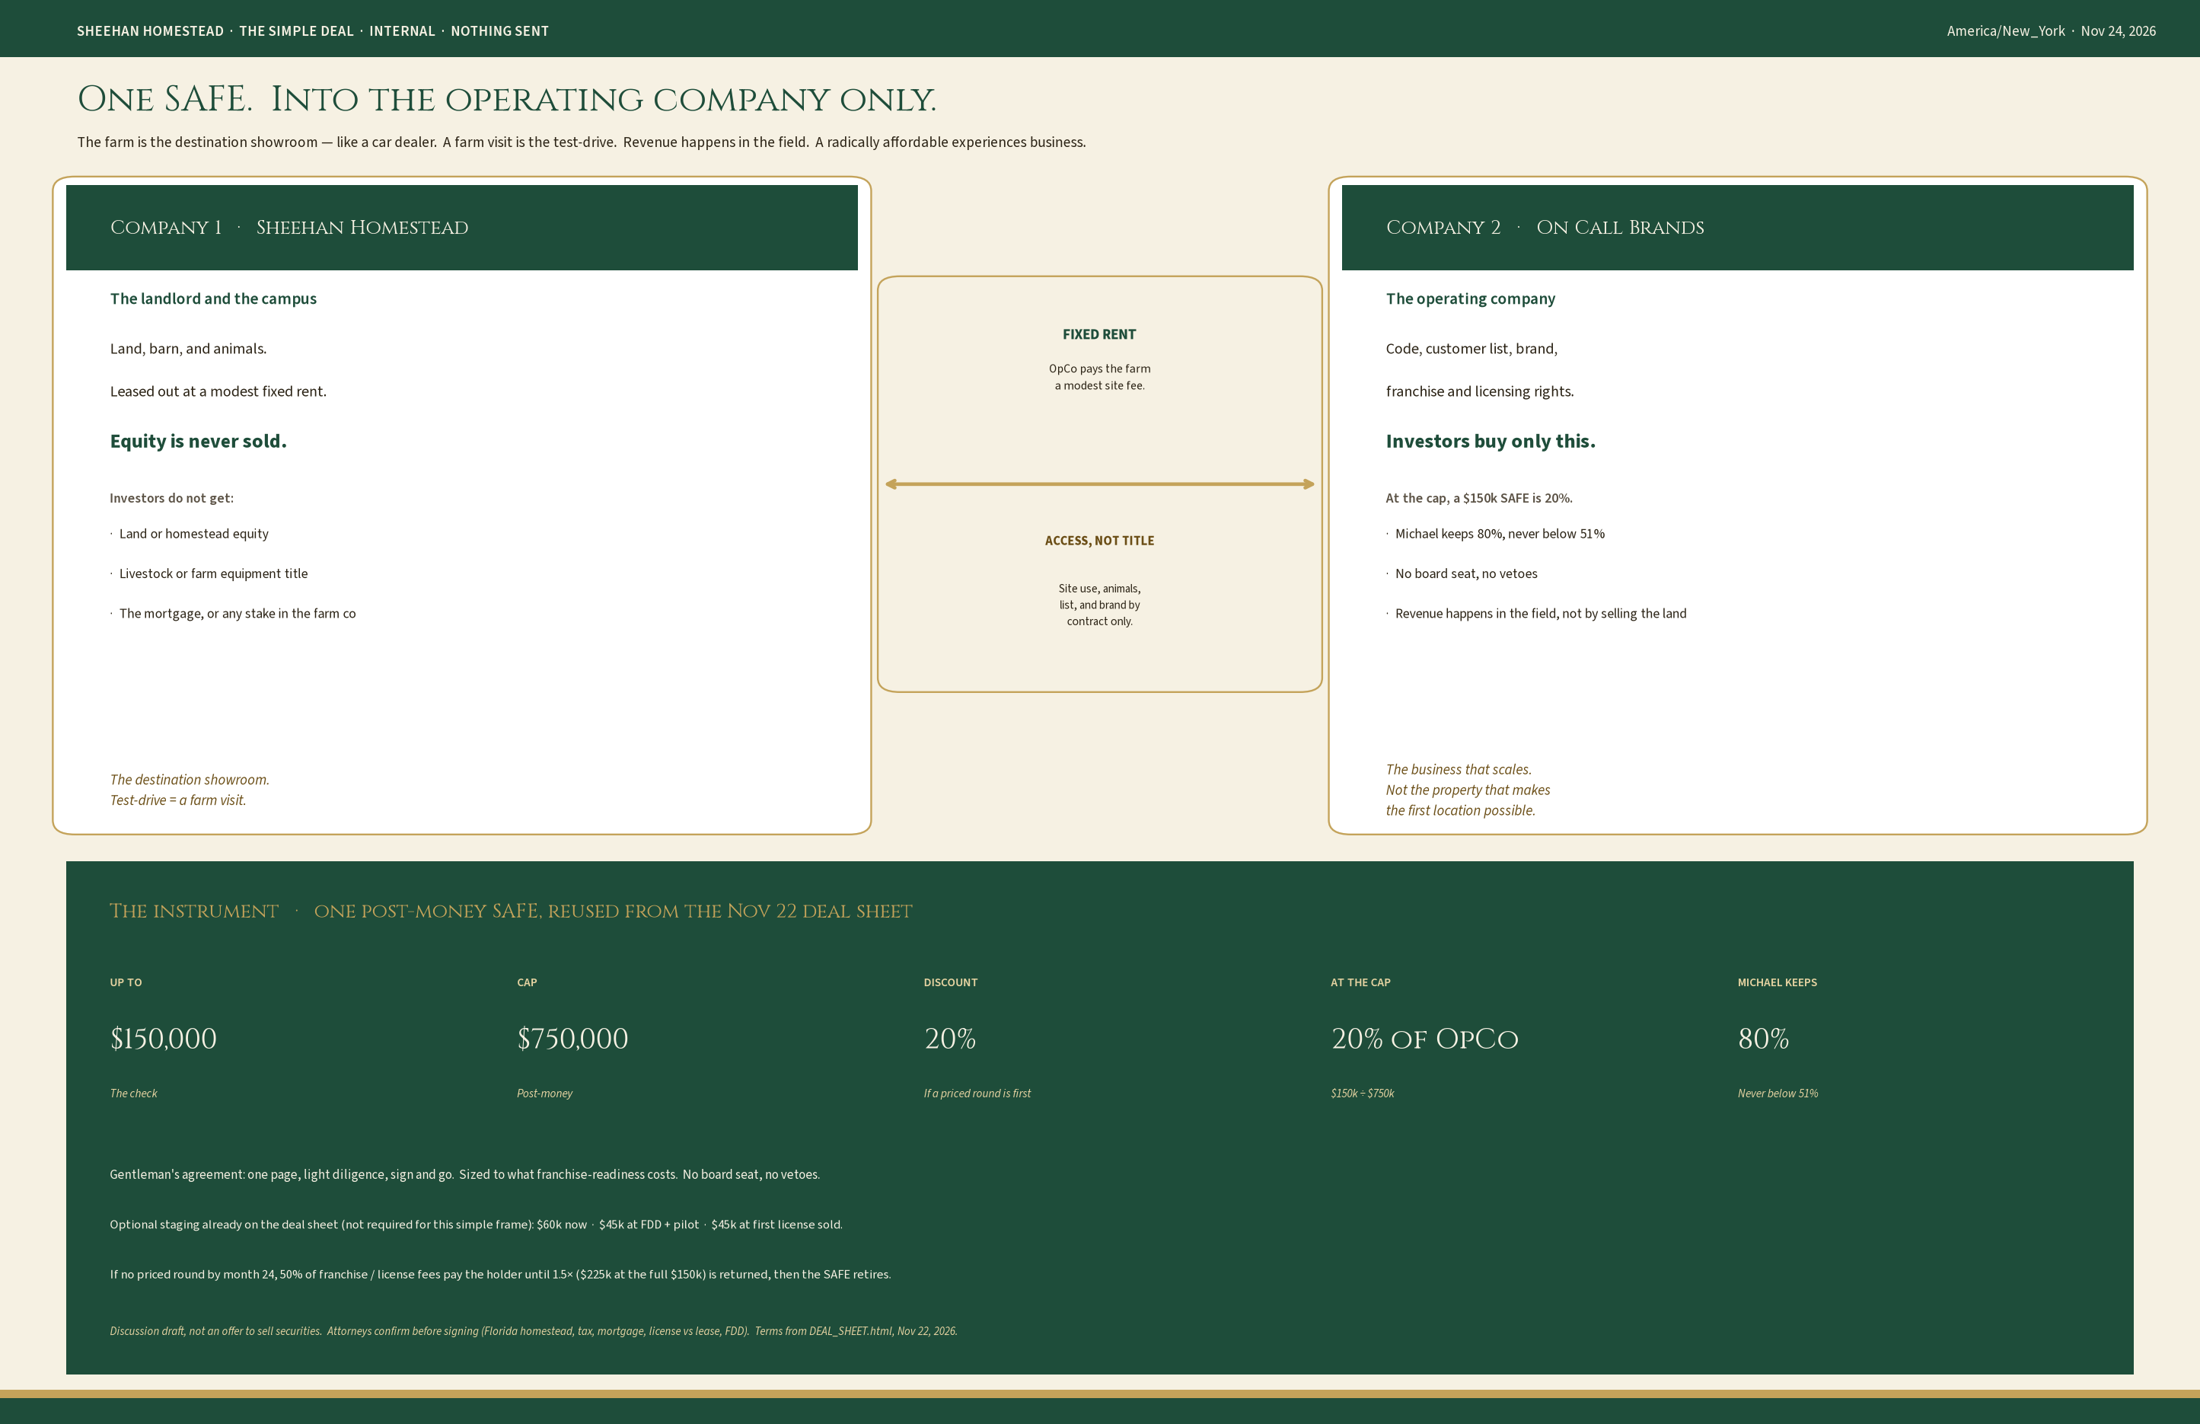 SHEEHAN HOMESTEAD · THE SIMPLE DEAL · INTERNAL · NOTHING SENT
America/New_York · Nov 24, 2026
One SAFE. Into the operating company only.
The farm is the destination showroom — like a car dealer. A farm visit is the test-drive. Revenue happens in the field. A radically affordable experiences business.
Company 1 · Sheehan Homestead
The landlord and the campus
Land, barn, and animals.
Leased out at a modest fixed rent.
Equity is never sold.
Investors do not get:
· Land or homestead equity
· Livestock or farm equipment title
· The mortgage, or any stake in the farm co
The destination showroom.
Test-drive = a farm visit.
FIXED RENT
OpCo pays the farm
a modest site fee.
ACCESS, NOT TITLE
Site use, animals,
list, and brand by
contract only.
Company 2 · On Call Brands
The operating company
Code, customer list, brand,
franchise and licensing rights.
Investors buy only this.
At the cap, a $150k SAFE is 20%.
· Michael keeps 80%, never below 51%
· No board seat, no vetoes
· Revenue happens in the field, not by selling the land
The business that scales.
Not the property that makes
the first location possible.
The instrument · one post-money SAFE, reused from the Nov 22 deal sheet
UP TO
$150,000
The check
CAP
$750,000
Post-money
DISCOUNT
20%
If a priced round is first
AT THE CAP
20% of OpCo
$150k ÷ $750k
MICHAEL KEEPS
80%
Never below 51%
Gentleman's agreement: one page, light diligence, sign and go. Sized to what franchise-readiness costs. No board seat, no vetoes.
Optional staging already on the deal sheet (not required for this simple frame): $60k now · $45k at FDD + pilot · $45k at first license sold.
If no priced round by month 24, 50% of franchise / license fees pay the holder until 1.5× ($225k at the full $150k) is returned, then the SAFE retires.
Discussion draft, not an offer to sell securities. Attorneys confirm before signing (Florida homestead, tax, mortgage, license vs lease, FDD). Terms from DEAL_SHEET.html, Nov 22, 2026.